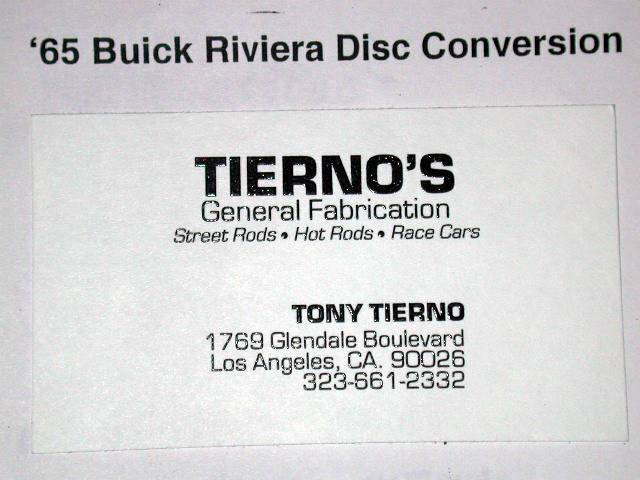 ‘65 Buick Riviera Disc Conversion
TIERNO'S
General Fabrication
Street Rods • Hot Rods • Race Cars
TONY TIERNO
1769 Glendale Boulevard
Los Angeles, CA. 90026
323-661-2332